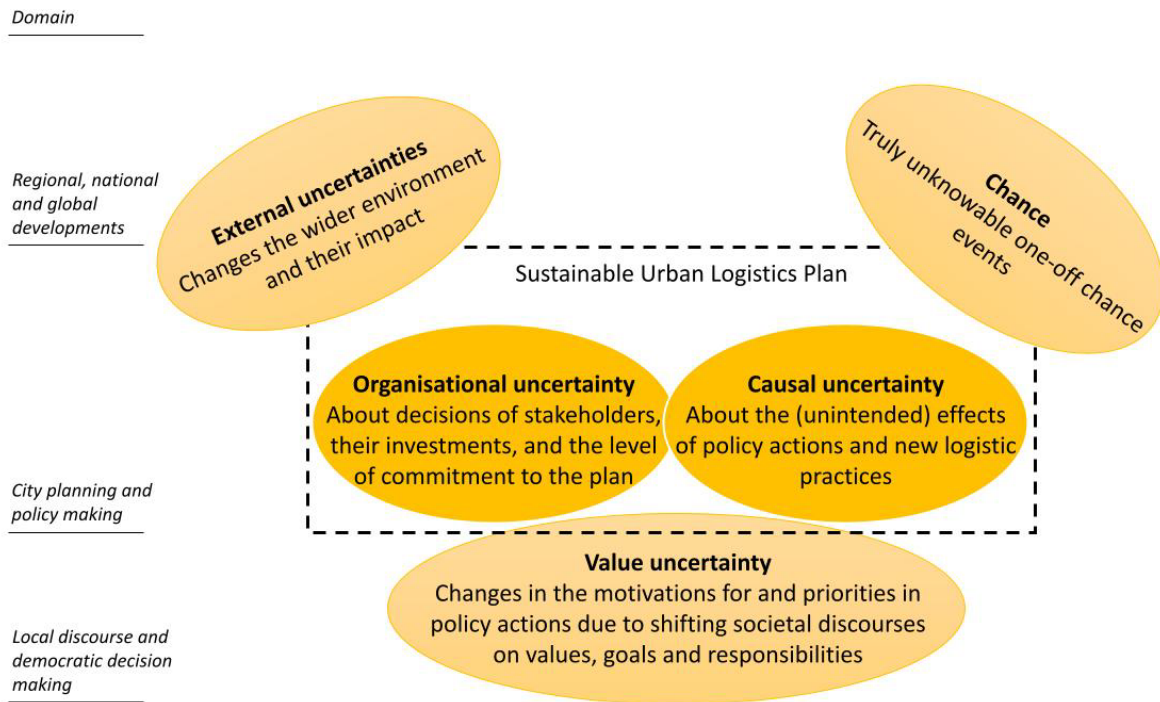 Domain
Regional, national
and global
developments
External uncertainties
Changes the wider environment
and their impact
Chance
Truly unknowable one-off chance
events
Sustainable Urban Logistics Plan
Organisational uncertainty
About decisions of stakeholders,
their investments, and the level
of commitment to the plan
Causal uncertainty
About the (unintended) effects
of policy actions and new logistic
practices
City planning and
policy making
Value uncertainty
Changes in the motivations for and priorities in
policy actions due to shifting societal discourses
on values, goals and responsibilities
Local discourse and
democratic decision
making